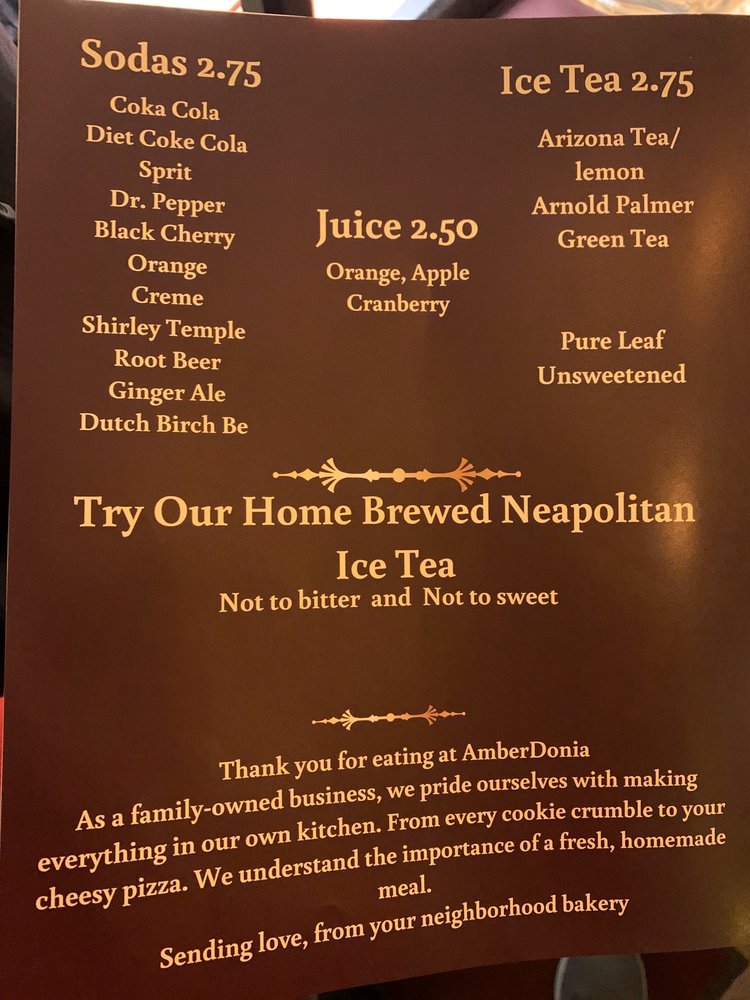 Sodas 2.75
Coka Cola
Diet Coke Cola
Sprit
Dr. Pepper
Black Cherry
Orange
Creme
Shirley Temple
Root Beer
Ginger Ale
Dutch Birch Be
Juice 2.50
Orange, Apple
Cranberry
Ice Tea 2.75
Arizona Tea/
lemon
Arnold Palmer
Green Tea
Pure Leaf
Unsweetened
Try Our Home Brewed Neapolitan
Ice Tea
Not to bitter and Not to sweet
Thank you for eating at AmberDonia
As a family-owned business, we pride ourselves with making
everything in our own kitchen. From every cookie crumble to your
cheesy pizza. We understand the importance of a fresh, homemade
meal.
Sending love, from your neighborhood bakery